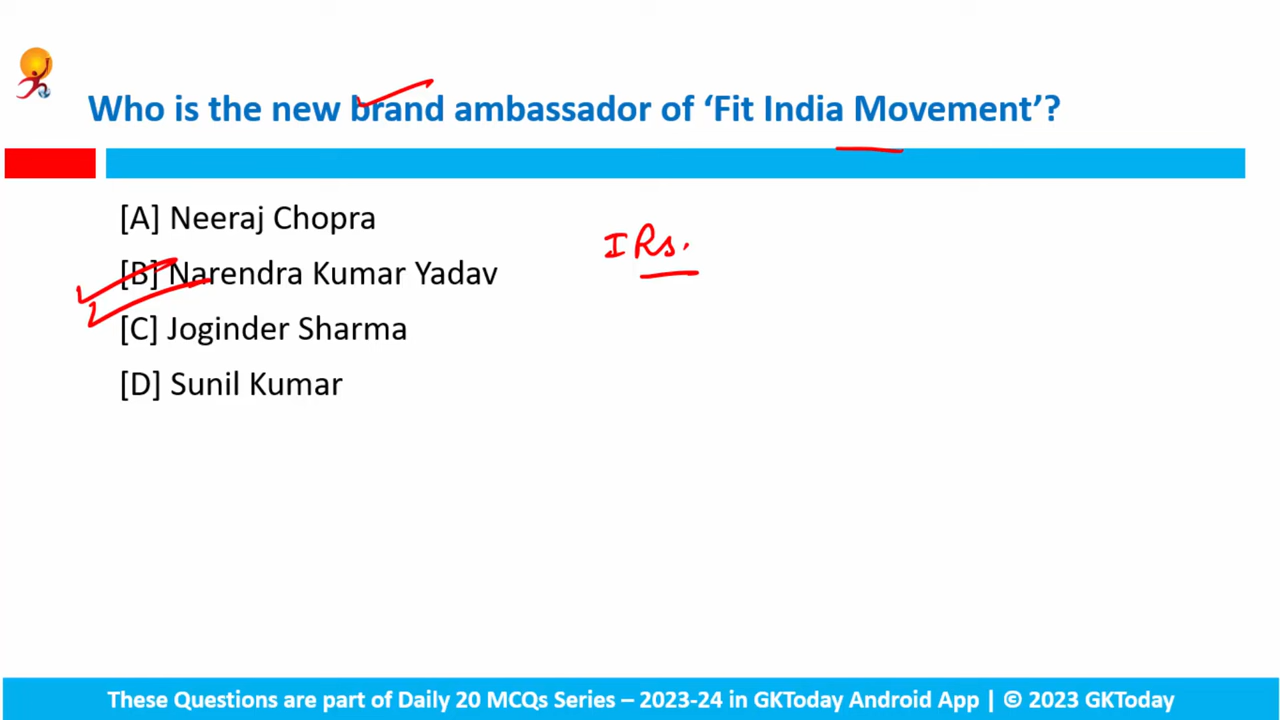 Who is the new brand ambassador of ‘Fit India Movement’?
[A] Neeraj Chopra
IRs.
[B] Narendra Kumar Yadav
[C] Joginder Sharma
[D] Sunil Kumar
These Questions are part of Daily 20 MCQs Series – 2023-24 in GKToday Android App | © 2023 GKToday